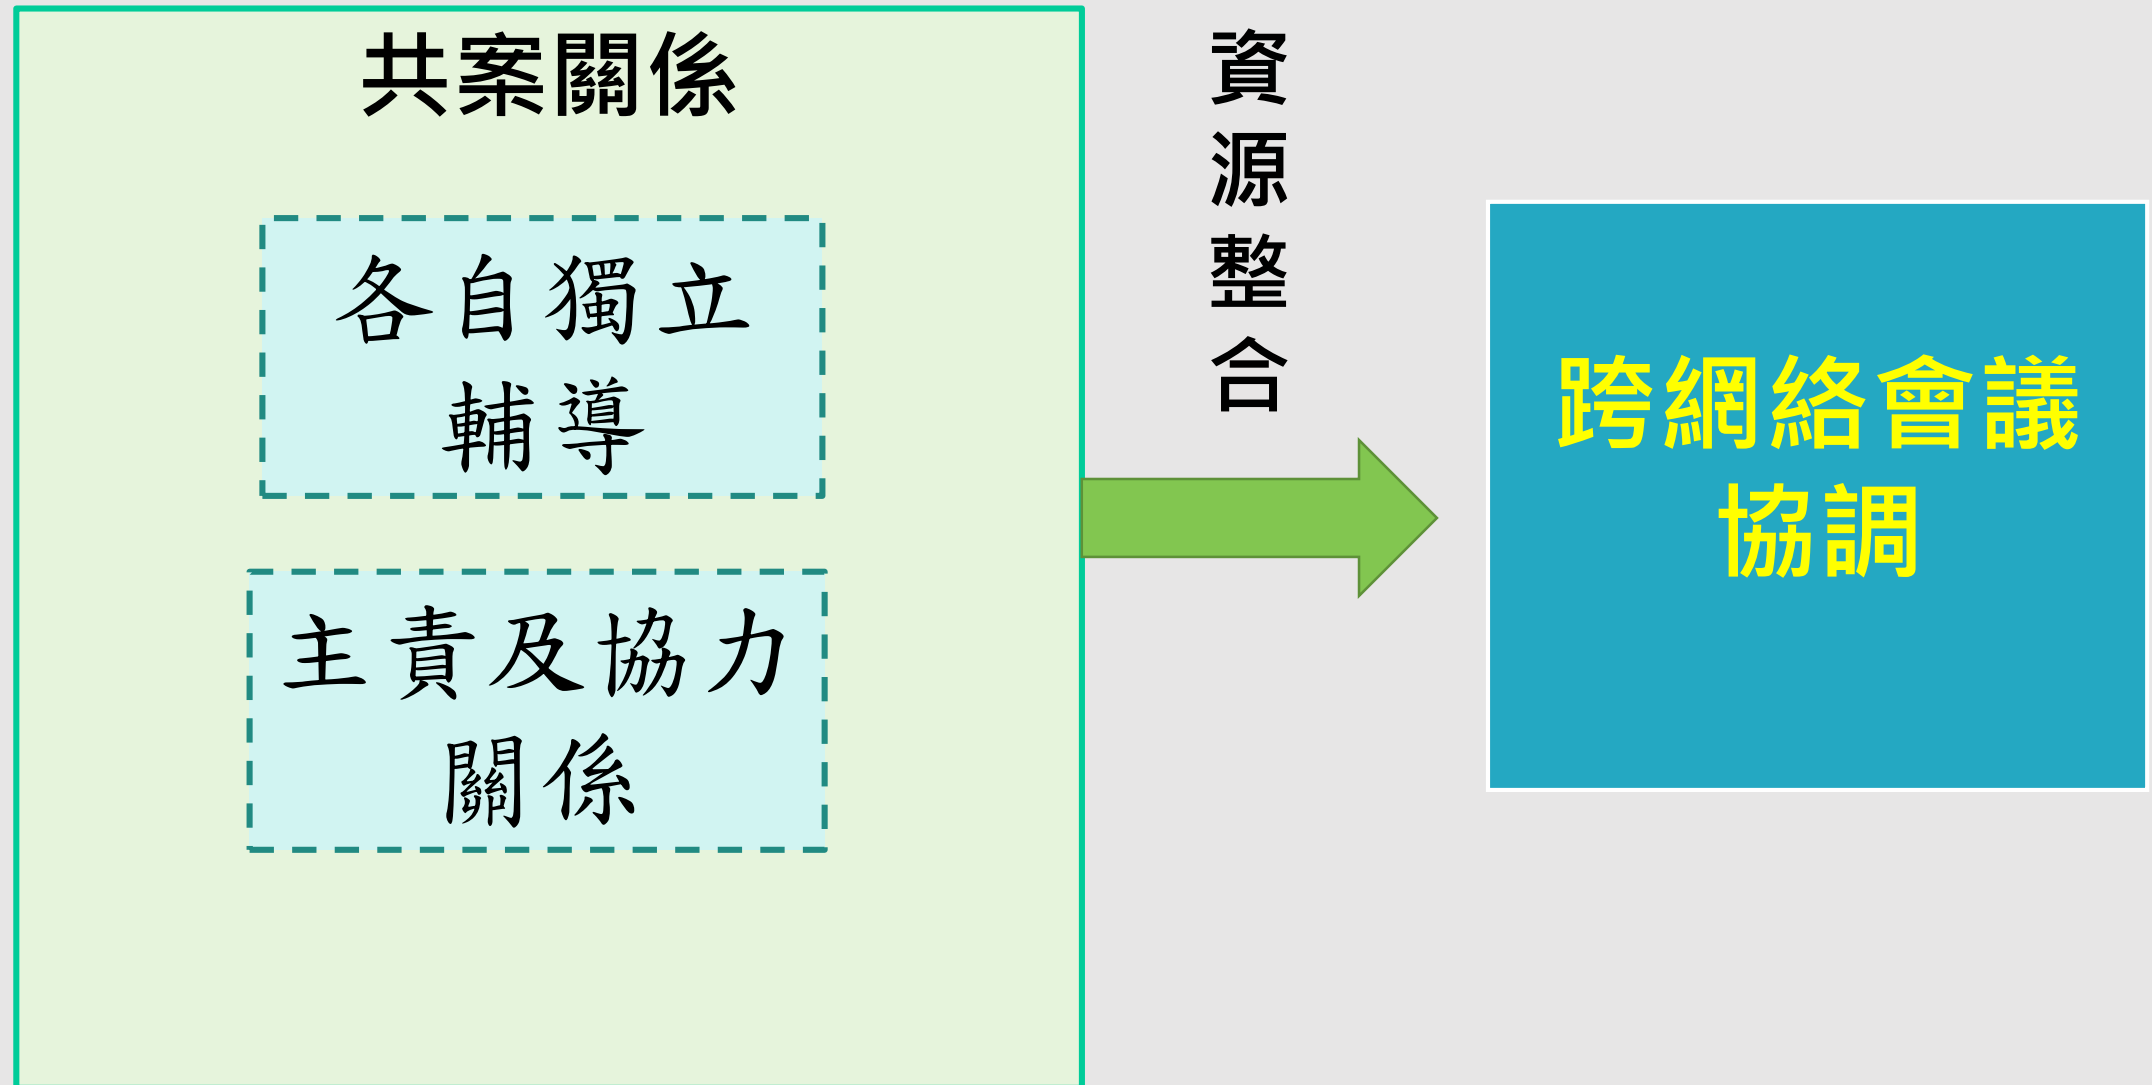 共案關係
各自獨立
輔導
主責及協力
關係
資
源
整
合
跨網絡會議
協調